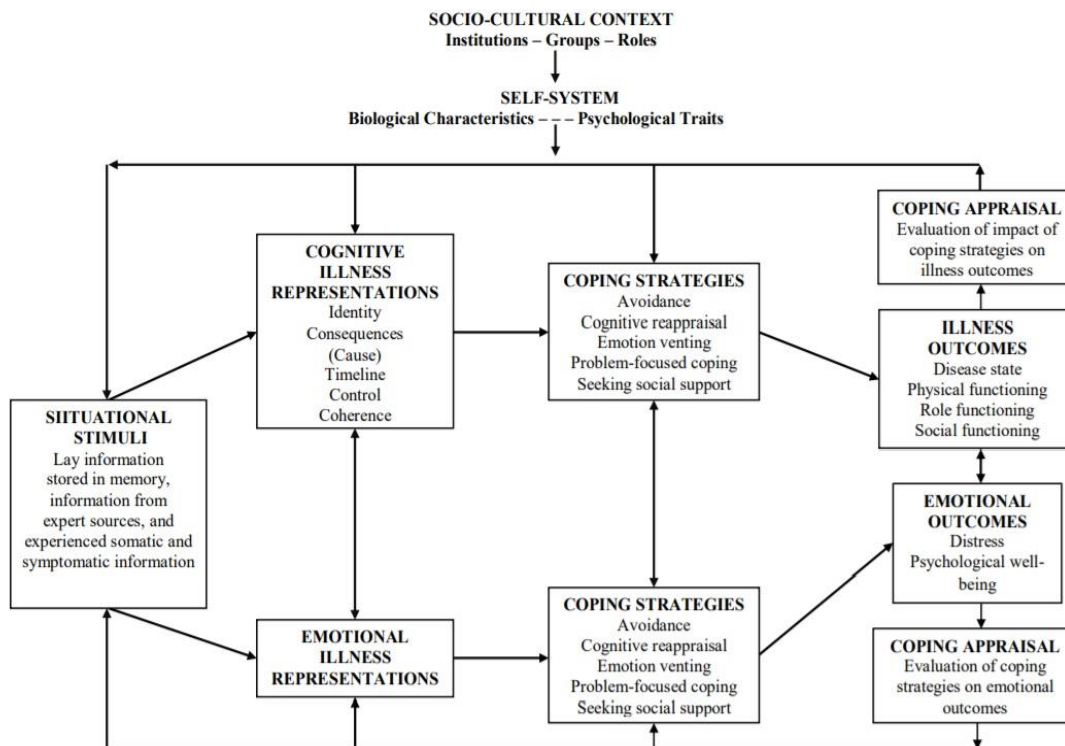 SOCIO-CULTURAL CONTEXT
Institutions – Groups – Roles
SELF-SYSTEM
Biological Characteristics – – – Psychological Traits
COPING APPRAISAL
Evaluation of impact of
coping strategies on
illness outcomes
COGNITIVE
ILLNESS
REPRESENTATIONS
Identity
Consequences
(Cause)
Timeline
Control
Coherence
COPING STRATEGIES
Avoidance
Cognitive reappraisal
Emotion venting
Problem-focused coping
Seeking social support
ILLNESS
OUTCOMES
Disease state
Physical functioning
Role functioning
Social functioning
SIITUATIONAL
STIMULI
Lay information
stored in memory,
information from
expert sources, and
experienced somatic and
symptomatic information
EMOTIONAL
OUTCOMES
Distress
Psychological well-
being
EMOTIONAL
ILLNESS
REPRESENTATIONS
COPING STRATEGIES
Avoidance
Cognitive reappraisal
Emotion venting
Problem-focused coping
Seeking social support
COPING APPRAISAL
Evaluation of coping
strategies on emotional
outcomes